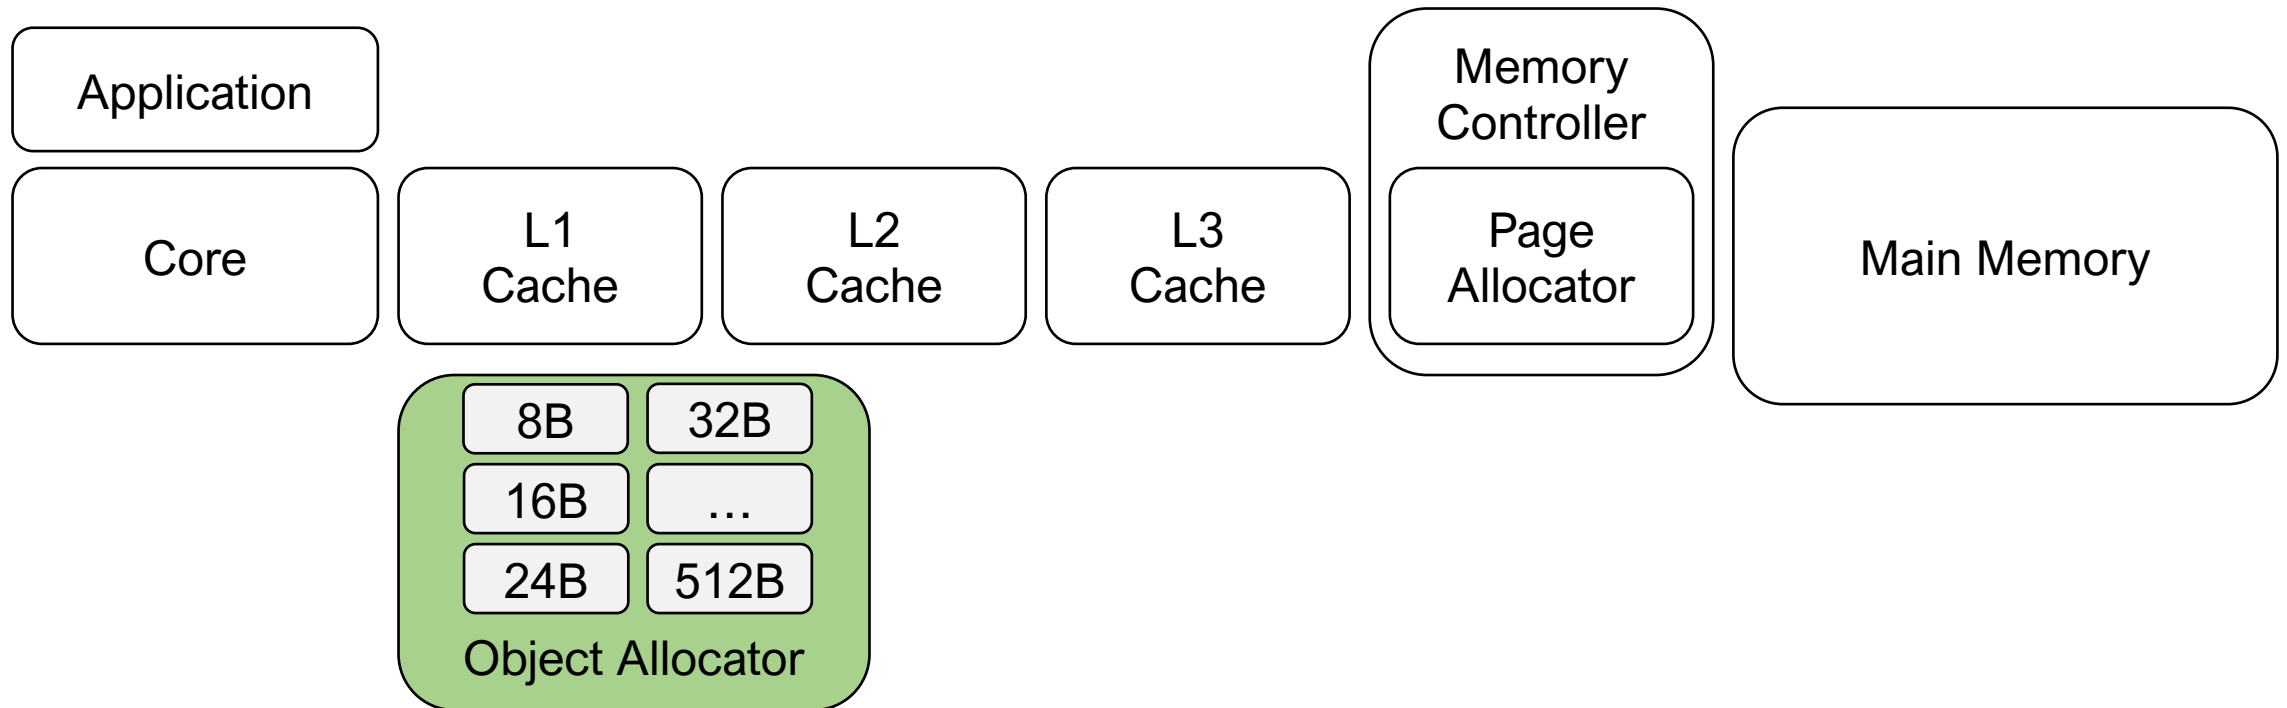 Application
Core
L1
Cache
L2
Cache
L3
Cache
Memory
Controller
Page
Allocator
Main Memory
8B
32B
16B
...
24B
512B
Object Allocator